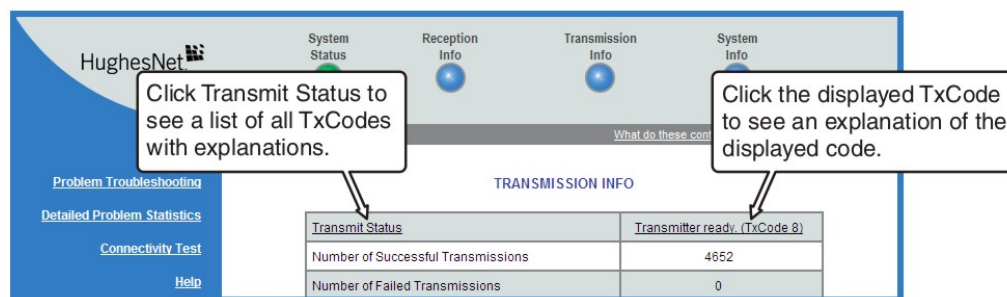 HughesNet.
System
Status
Reception
Info
Transmission
Info
System
Info
Click Transmit Status to
see a list of all TxCodes
with explanations.
Click the displayed TxCode
to see an explanation of the
displayed code.
What do these
Problem Troubleshooting
Detailed Problem Statistics
Connectivity Test
Help
TRANSMISSION INFO
Transmit Status Transmitter ready. (TxCode 8)
Number of Successful Transmissions 4652
Number of Failed Transmissions 0